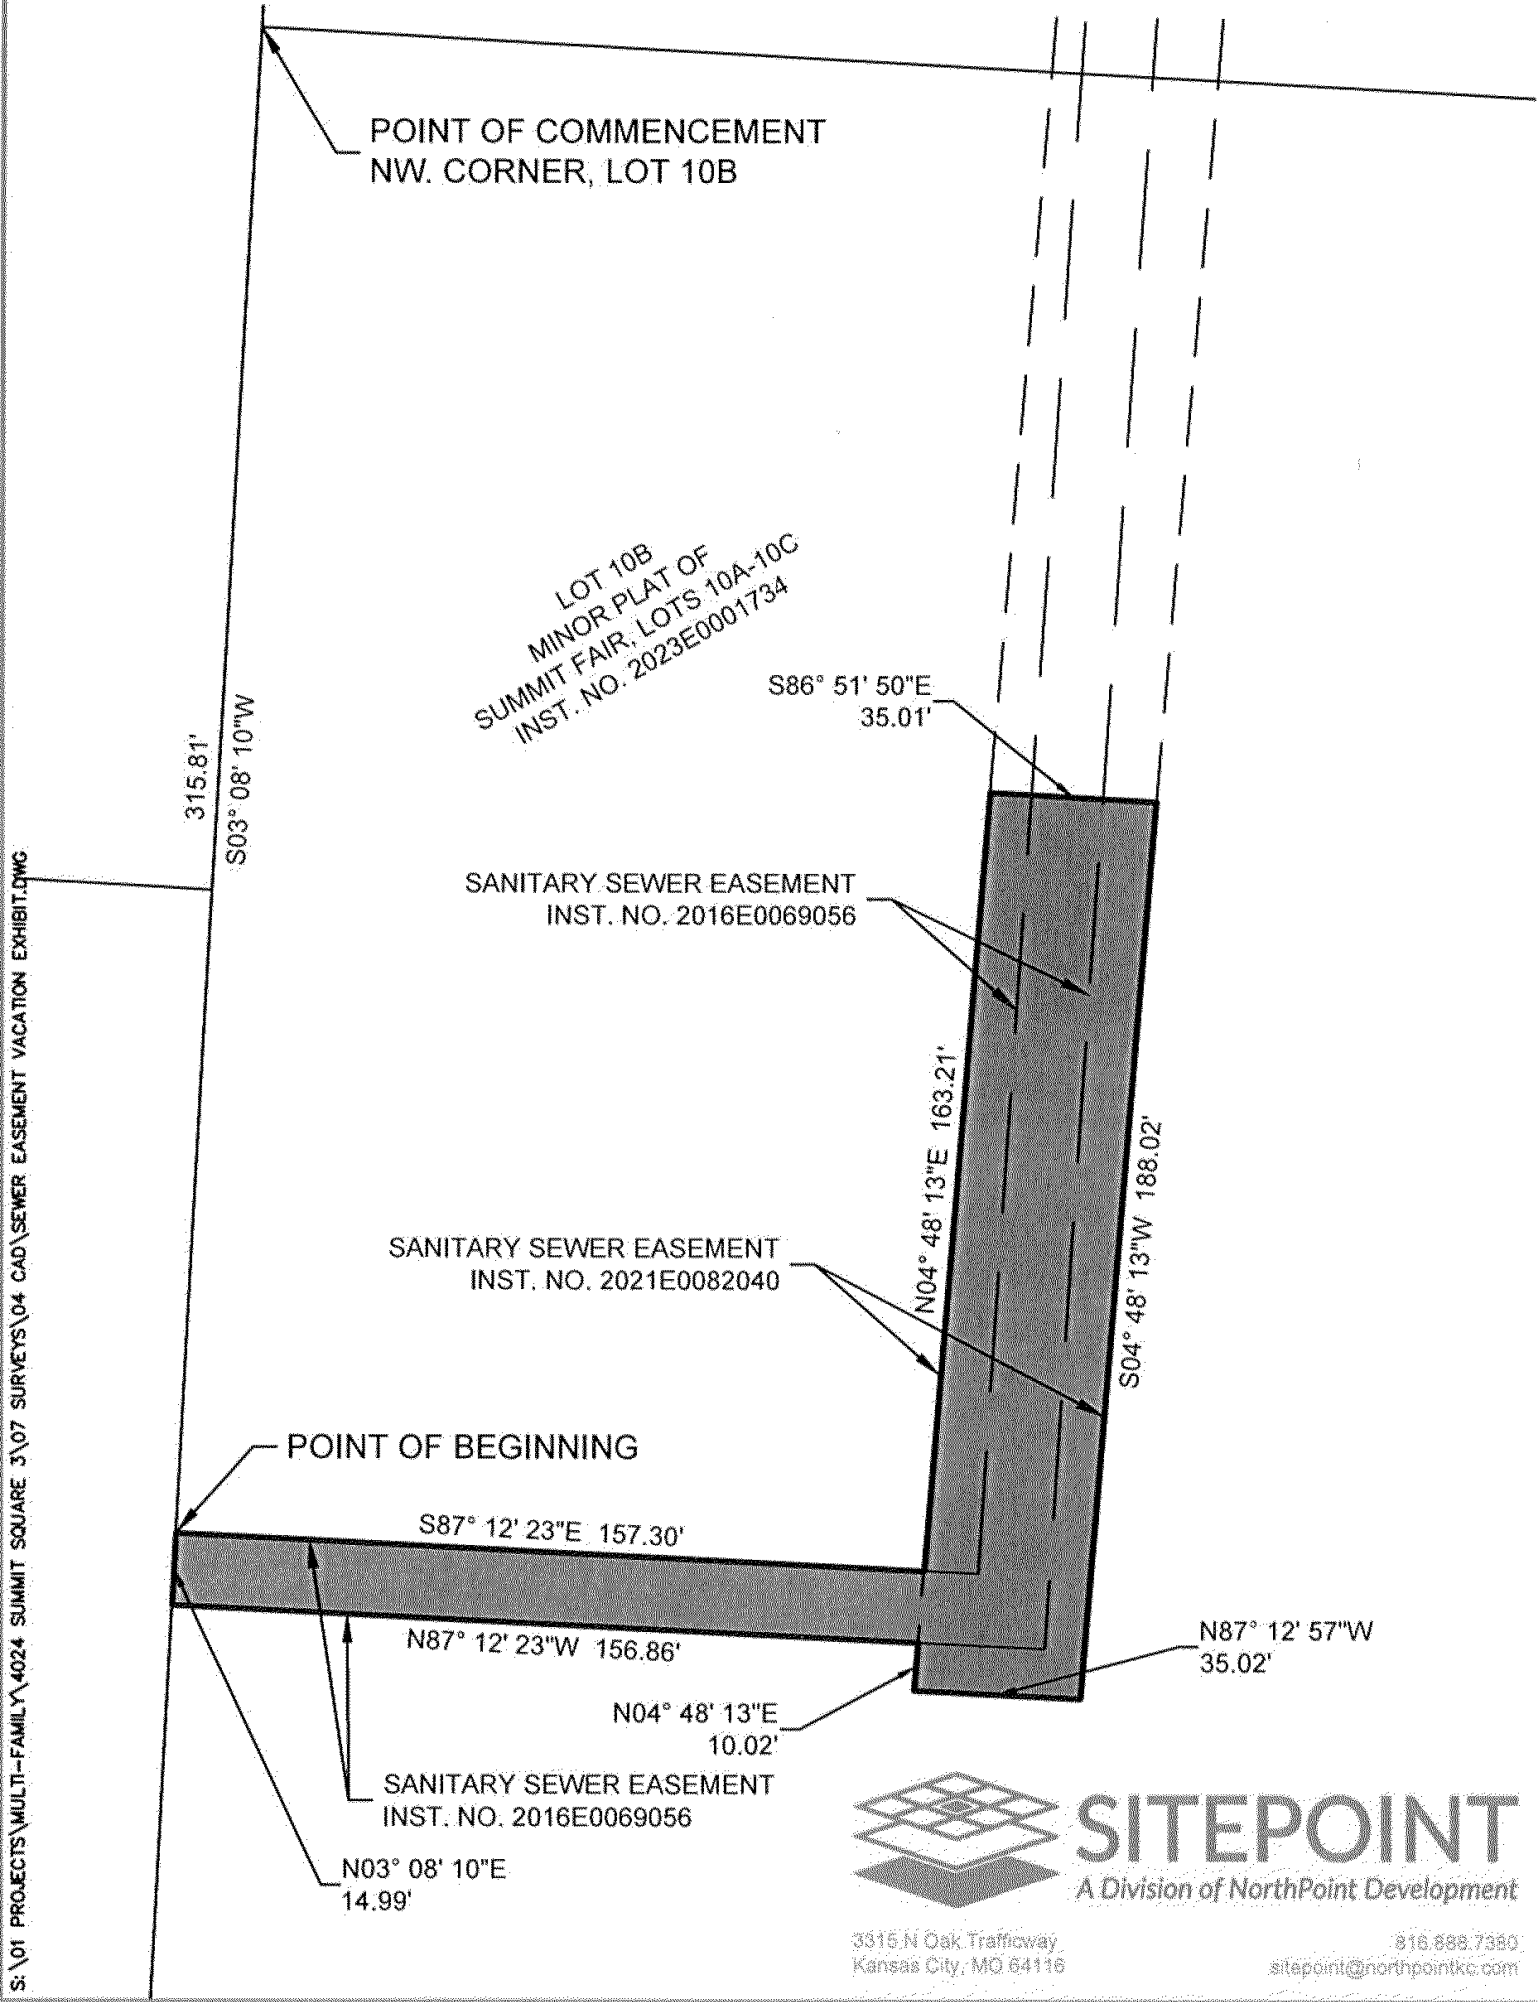 POINT OF COMMENCEMENT
NW. CORNER, LOT 10B
315.81'
S03° 08' 10"W
LOT 10B
MINOR PLAT OF
SUMMIT FAIR, LOTS 10A-10C
INST. NO. 2023E0001734
S86° 51' 50"E
35.01'
SANITARY SEWER EASEMENT
INST. NO. 2016E0069056
N04° 48' 13"E 163.21'
S04° 48' 13"W 188.02'
SANITARY SEWER EASEMENT
INST. NO. 2021E0082040
POINT OF BEGINNING
S87° 12' 23"E 157.30'
N87° 12' 23"W 156.86'
N87° 12' 57"W
35.02'
N04° 48' 13"E
10.02'
SANITARY SEWER EASEMENT
INST. NO. 2016E0069056
N03° 08' 10"E
14.99'
S:\01 PROJECTS\MULTI-FAMILY\4024 SUMMIT SQUARE 3\07 SURVEYS\04 CAD\SEWER EASEMENT VACATION EXHIBIT.DWG
SITEPOINT
A Division of NorthPoint Development
3315 N Oak Trafficway
Kansas City, MO 64116
816.888.7380
sitepoint@northpointkc.com